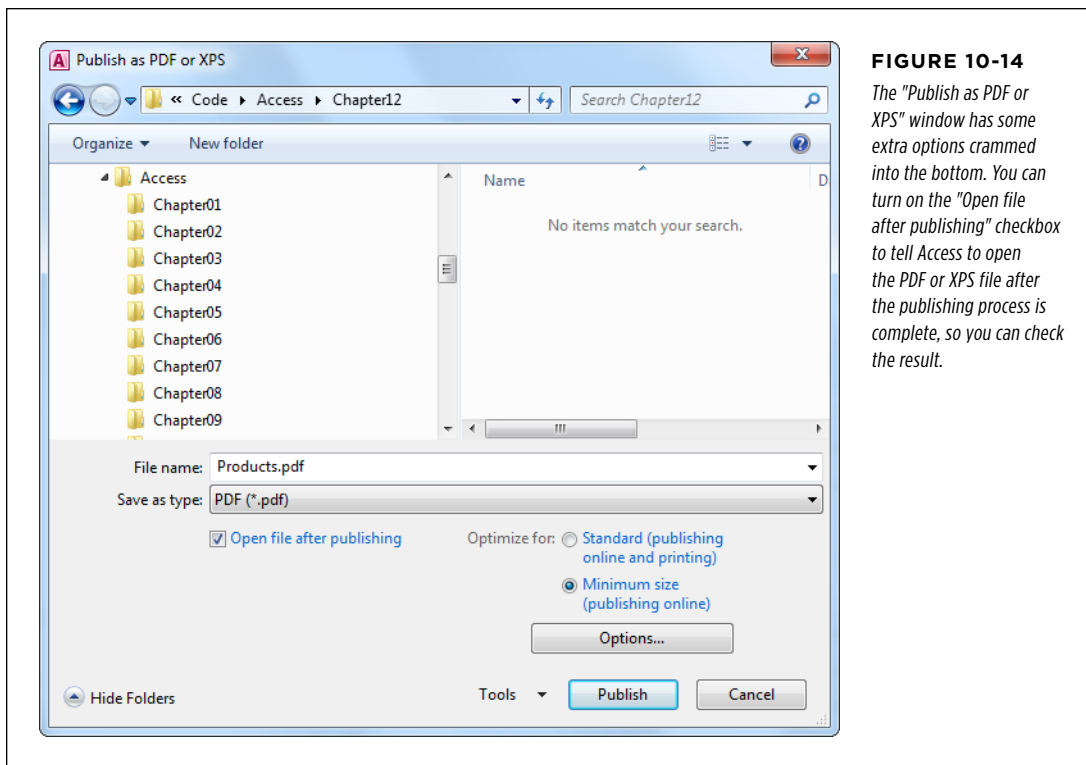 Publish as PDF or XPS
« Code ▸ Access ▸ Chapter12
Search Chapter12
Organize
New folder
Access
Chapter01
Chapter02
Chapter03
Chapter04
Chapter05
Chapter06
Chapter07
Chapter08
Chapter09
Name
D
No items match your search.
File name: Products.pdf
Save as type: PDF (*.pdf)
Open file after publishing
Optimize for: Standard (publishing
online and printing)
Minimum size
(publishing online)
Options...
Hide Folders
Tools
Publish
Cancel
FIGURE 10-14
The "Publish as PDF or
XPS" window has some
extra options crammed
into the bottom. You can
turn on the "Open file
after publishing" checkbox
to tell Access to open
the PDF or XPS file after
the publishing process is
complete, so you can check
the result.